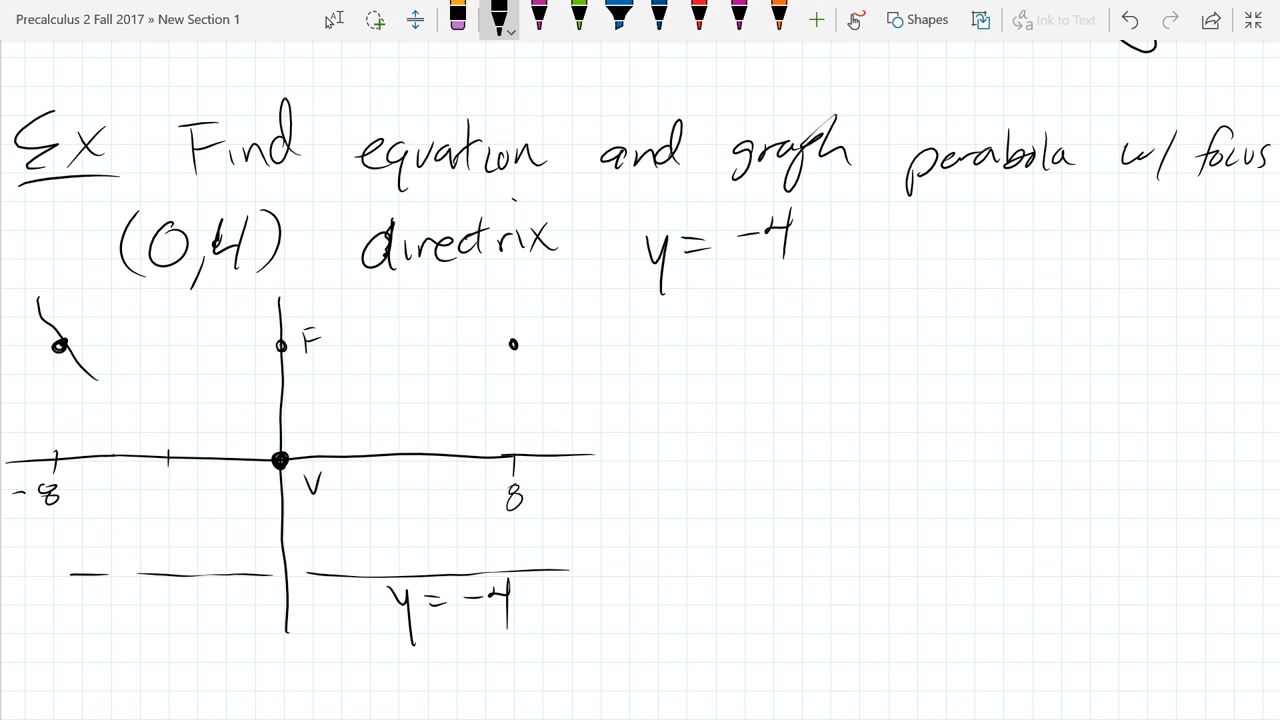 Precalculus 2 Fall 2017 » New Section 1
Shapes
Ink to Text
Ex Find equation and graph parabola w/ focus
(0,4) directrix y = -4
F
-8
V
8
y = -4